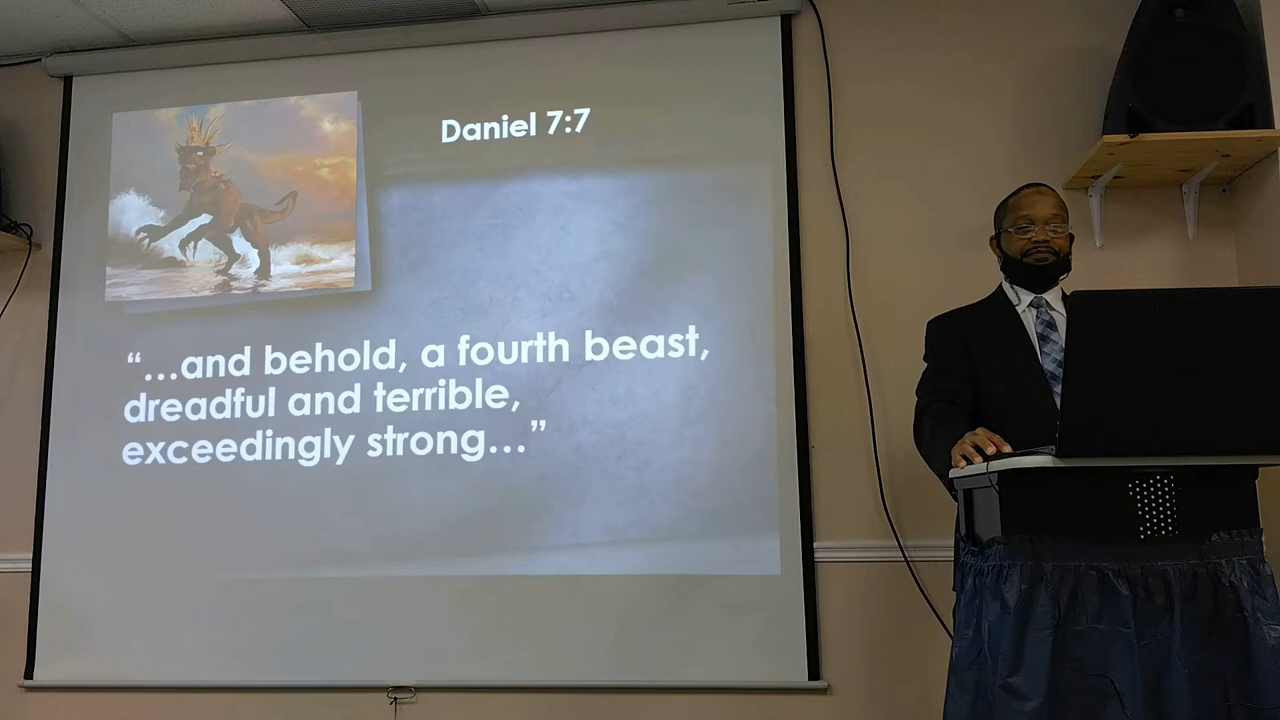 Daniel 7:7
“…and behold, a fourth beast,
dreadful and terrible,
exceedingly strong…”